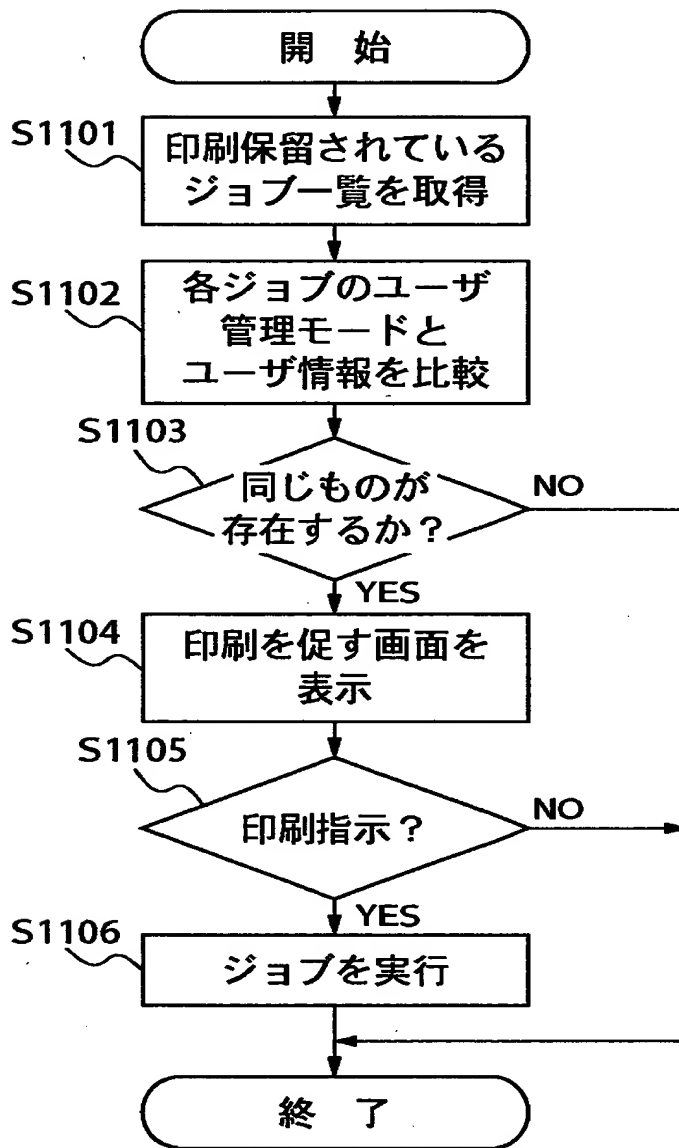 開 始
S1101
印刷保留されている
ジョブ一覧を取得
S1102
各ジョブのユーザ
管理モードと
ユーザ情報を比較
S1103
同じものが
存在するか？
NO
YES
S1104
印刷を促す画面を
表示
S1105
印刷指示？
NO
YES
S1106
ジョブを実行
終 了